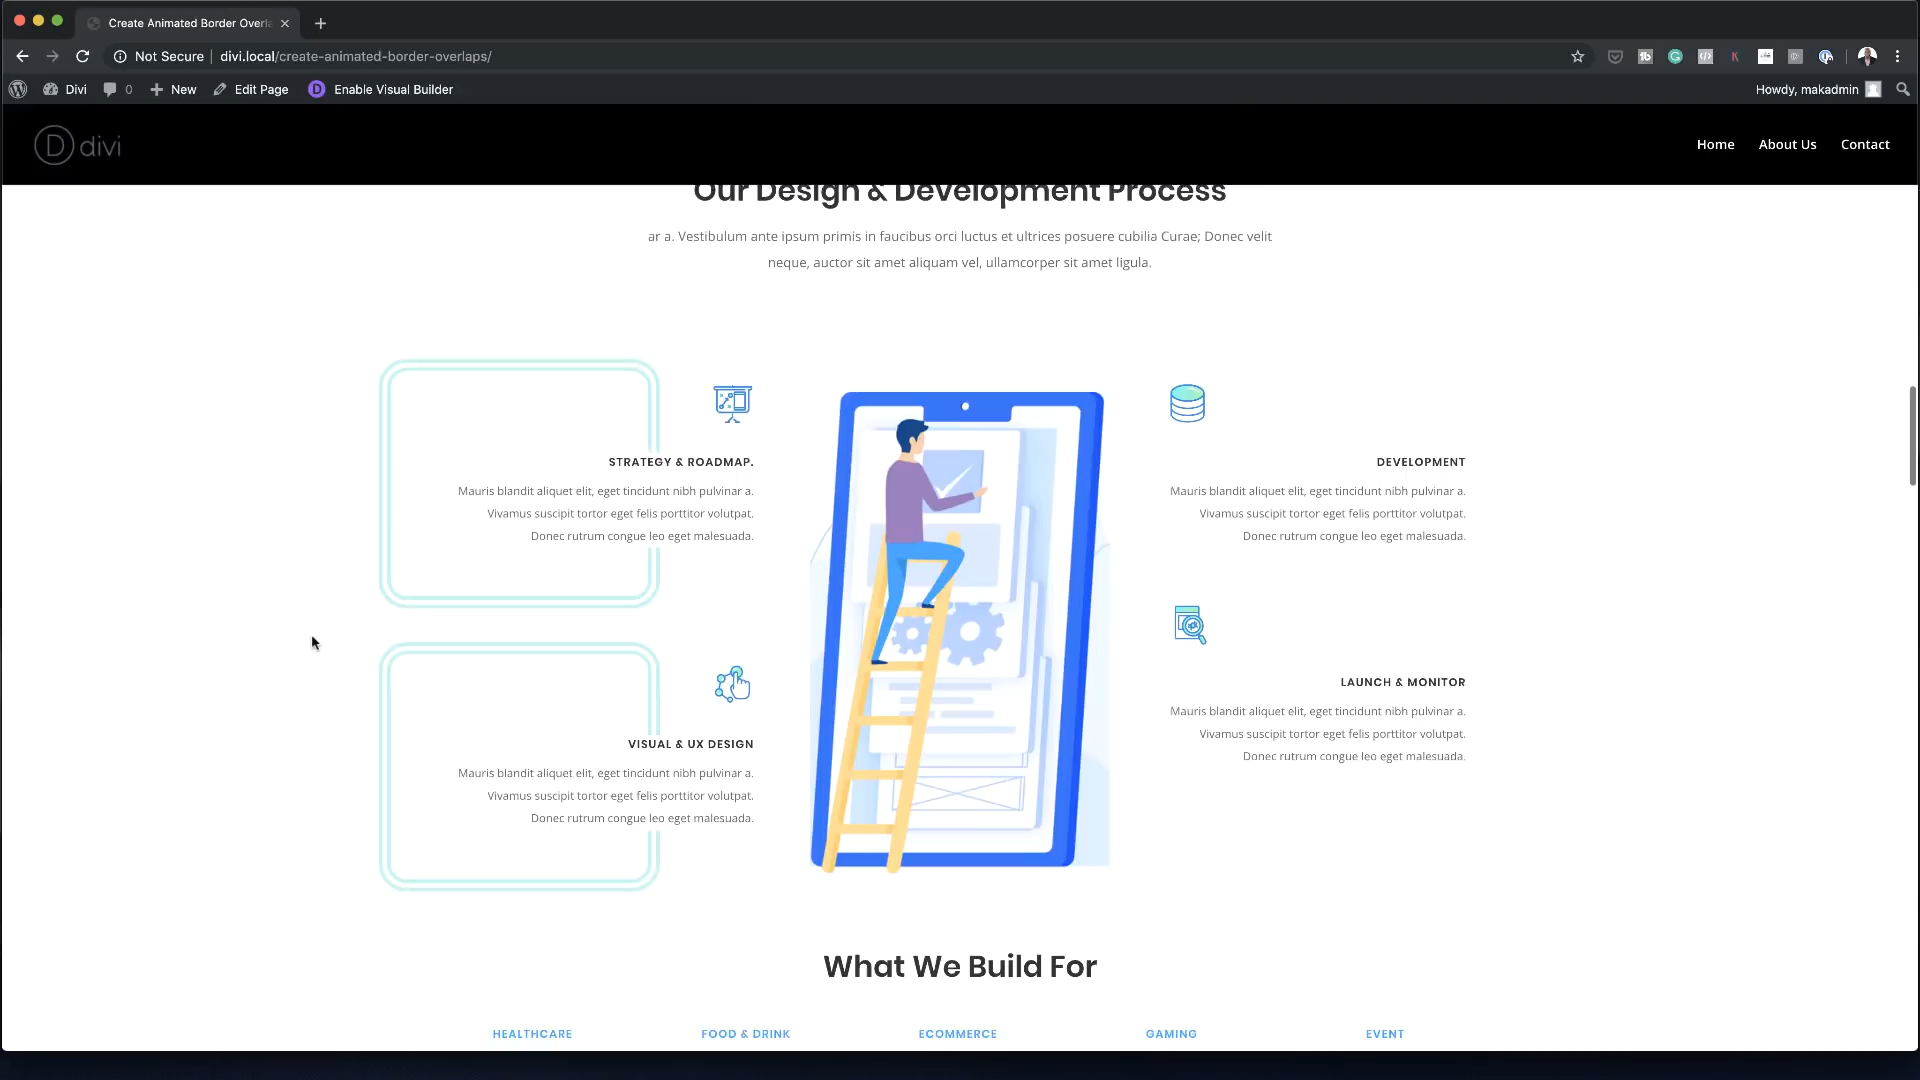 Create Animated Border Overla
Not Secure
divi.local/create-animated-border-overlaps/
Divi
0
New
Edit Page
D
Enable Visual Builder
Howdy, makadmin
D divi
Home
About Us
Contact
Our Design & Development Process
ar a. Vestibulum ante ipsum primis in faucibus orci luctus et ultrices posuere cubilia Curae; Donec velit
neque, auctor sit amet aliquam vel, ullamcorper sit amet ligula.
STRATEGY & ROADMAP.
Mauris blandit aliquet elit, eget tincidunt nibh pulvinar a.
Vivamus suscipit tortor eget felis porttitor volutpat.
Donec rutrum congue leo eget malesuada.
VISUAL & UX DESIGN
Mauris blandit aliquet elit, eget tincidunt nibh pulvinar a.
Vivamus suscipit tortor eget felis porttitor volutpat.
Donec rutrum congue leo eget malesuada.
DEVELOPMENT
Mauris blandit aliquet elit, eget tincidunt nibh pulvinar a.
Vivamus suscipit tortor eget felis porttitor volutpat.
Donec rutrum congue leo eget malesuada.
LAUNCH & MONITOR
Mauris blandit aliquet elit, eget tincidunt nibh pulvinar a.
Vivamus suscipit tortor eget felis porttitor volutpat.
Donec rutrum congue leo eget malesuada.
What We Build For
HEALTHCARE
FOOD & DRINK
ECOMMERCE
GAMING
EVENT